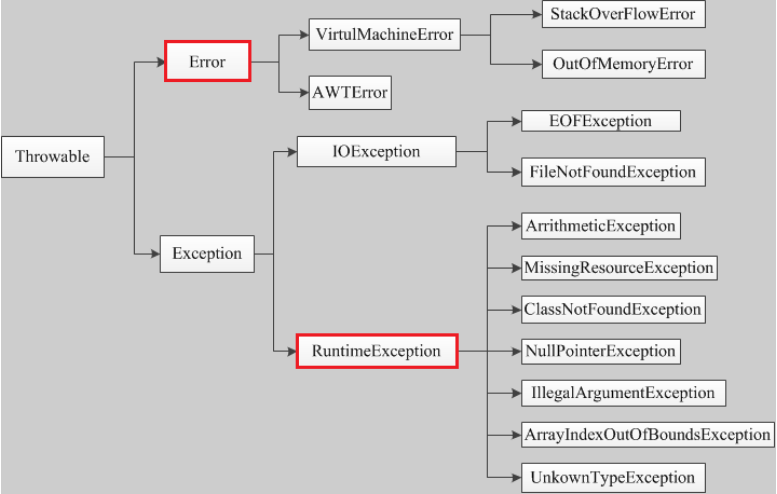 StackOverFlowError
VirtulMachineError
Error
OutOfMemoryError
AWTError
EOFException
Throwable
IOException
FileNotFoundException
ArrithmeticException
Exception
MissingResourceException
ClassNotFoundException
RuntimeException
NullPointerException
IllegalArgumentException
ArrayIndexOutOfBoundsException
UnkownTypeException